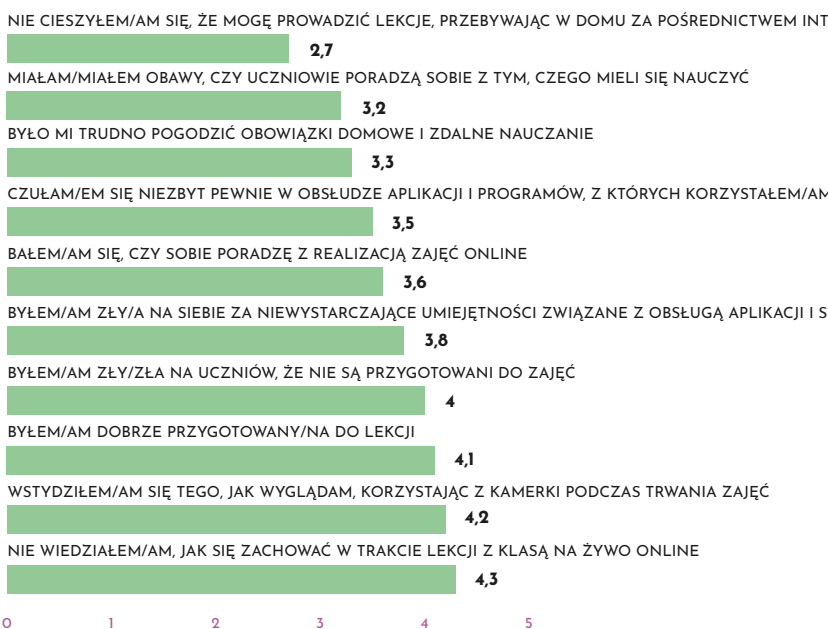 NIE CIESZYŁEM/AM SIĘ, ŻE MOGĘ PROWADZIĆ LEKCJE, PRZEBYWAJĄC W DOMU ZA POŚREDNICTWEM INT
2,7
MIAŁAM/MIAŁEM OBAWY, CZY UCZNIOWIE PORADZĄ SOBIE Z TYM, CZEGO MIELI SIĘ NAUCZYĆ
3,2
BYŁO MI TRUDNO POGODZIĆ OBOWIĄZKI DOMOWE I ZDALNE NAUCZANIE
3,3
CZUŁAM/EM SIĘ NIEZBYT PEWNIE W OBSŁUDZE APLIKACJI I PROGRAMÓW, Z KTÓRYCH KORZYSTAŁEM/AM
3,5
BAŁEM/AM SIĘ, CZY SOBIE PORADZĘ Z REALIZACJĄ ZAJĘĆ ONLINE
3,6
BYŁEM/AM ZŁY/A NA SIEBIE ZA NIEWYSTARCZAJĄCE UMIEJĘTNOŚCI ZWIĄZANE Z OBSŁUGĄ APLIKACJI I S
3,8
BYŁEM/AM ZŁY/ZŁA NA UCZNIÓW, ŻE NIE SĄ PRZYGOTOWANI DO ZAJĘĆ
4
BYŁEM/AM DOBRZE PRZYGOTOWANY/NA DO LEKCJI
4,1
WSTYDZIŁEM/AM SIĘ TEGO, JAK WYGLĄDAM, KORZYSTAJĄC Z KAMERKI PODCZAS TRWANIA ZAJĘĆ
4,2
NIE WIEDZIAŁEM/AM, JAK SIĘ ZACHOWAĆ W TRAKCIE LEKCJI Z KLASĄ NA ŻYWO ONLINE
4,3
0 1 2 3 4 5